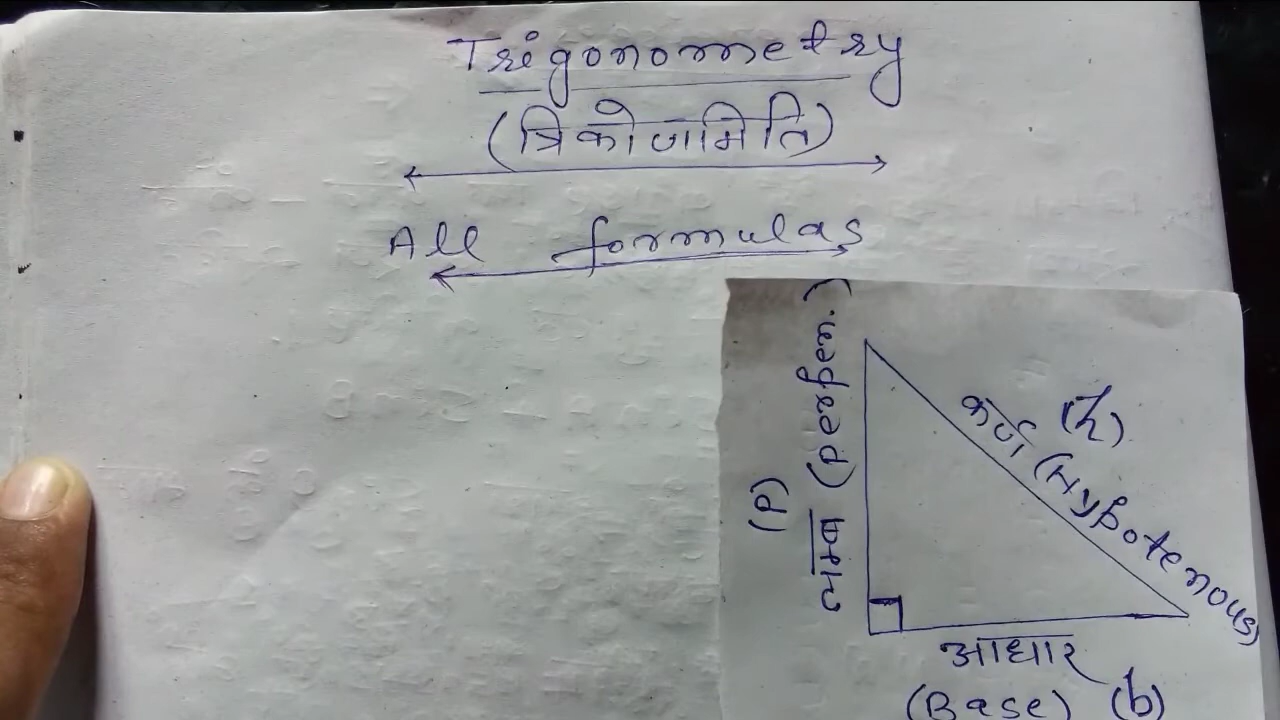 Trigonometry
(त्रिकोणमिति)
All formulas
लम्ब (perpen.)
(P)
कर्ण (Hypotenous)
(h)
आधार
(Base) (b)